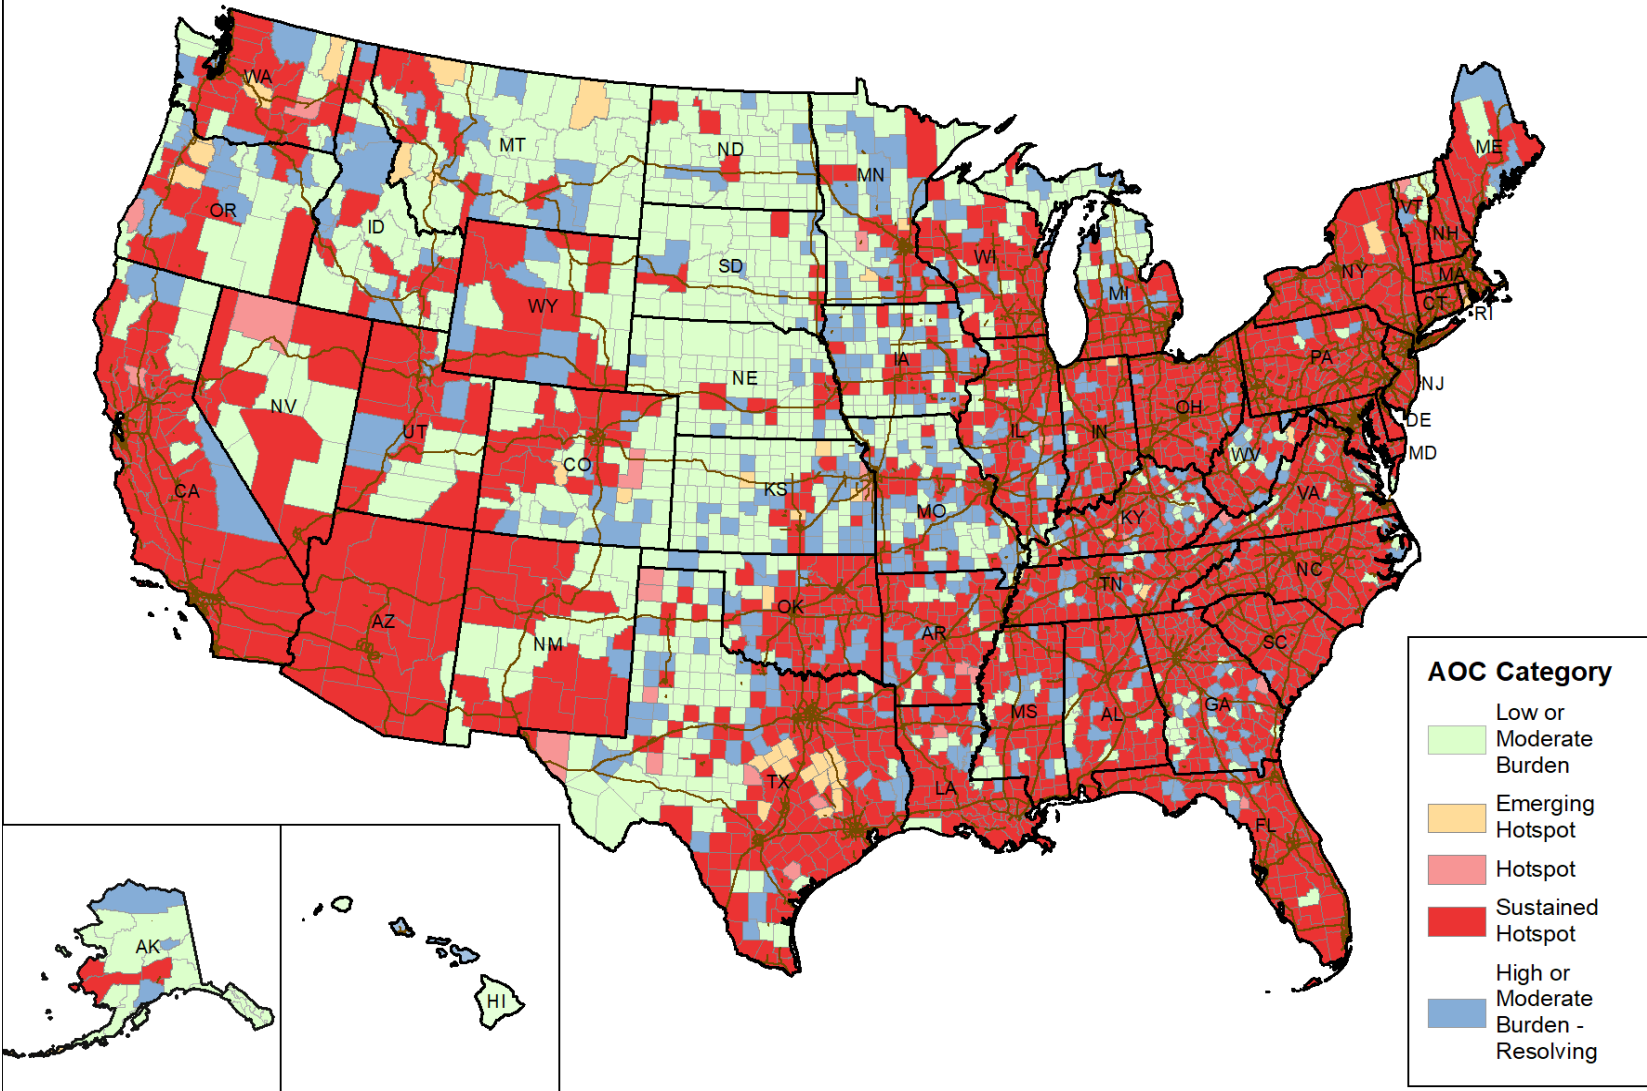 WA
MT
ND
MN
ME
OR
ID
SD
WI
MI
VT
NH
NY
MA
CT
RI
WY
NE
IA
PA
NJ
NV
UT
CO
IL
IN
OH
DE
MD
WV
CA
KS
MO
KY
VA
AZ
NM
OK
AR
TN
NC
SC
MS
AL
GA
TX
LA
FL
AK
HI
AOC Category
Low or
Moderate
Burden
Emerging
Hotspot
Hotspot
Sustained
Hotspot
High or
Moderate
Burden -
Resolving